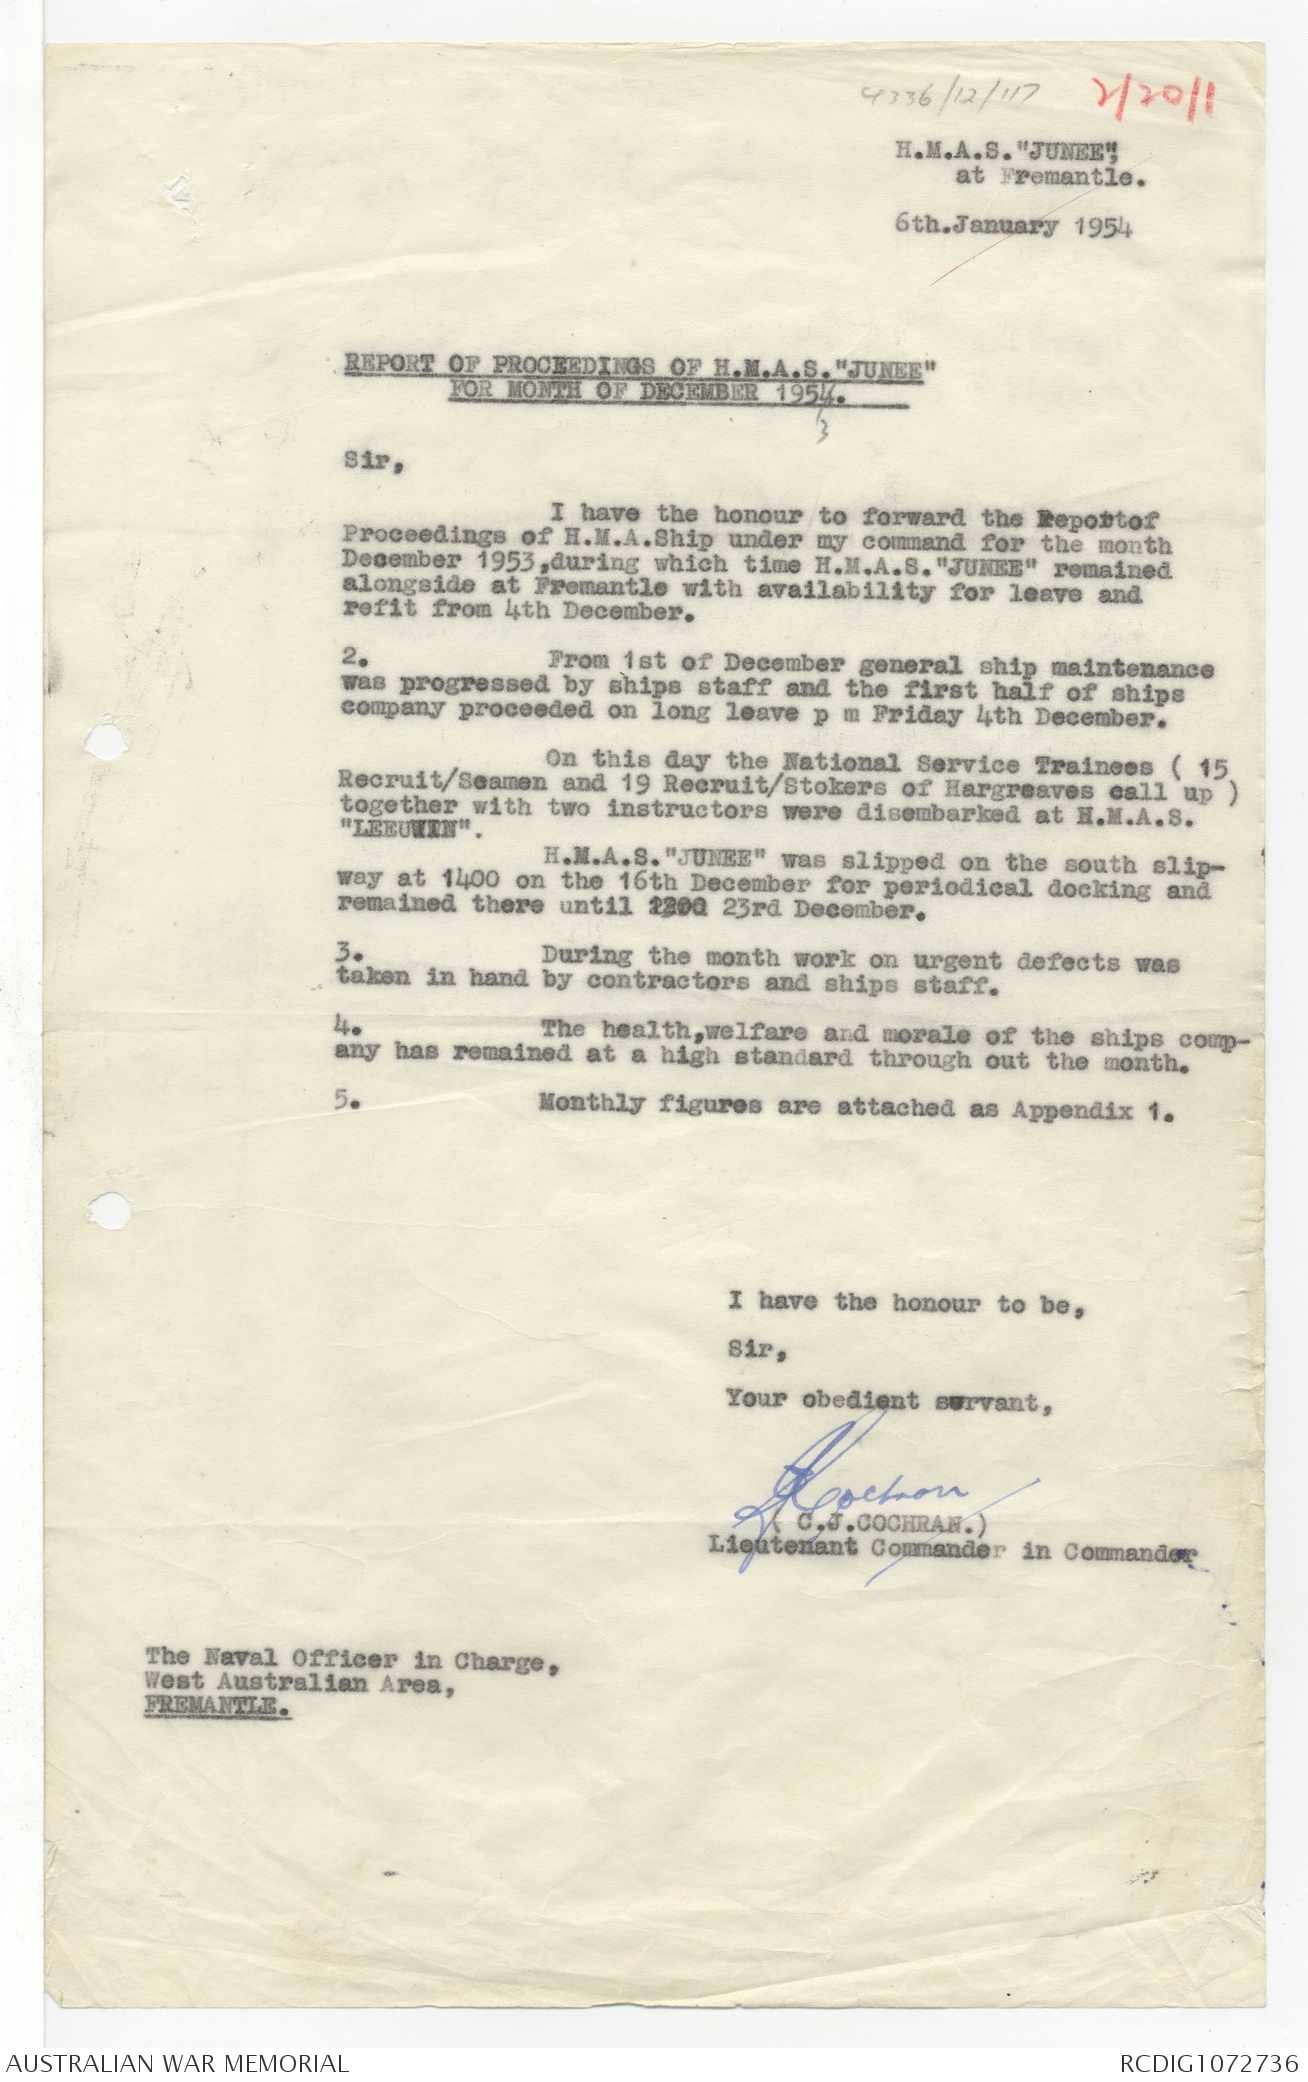 4336/12/117 2/20/1
H.M.A.S."JUNEE",
at Fremantle.
6th.January 1954
REPORT OF PROCEEDINGS OF H.M.A.S."JUNEE"
FOR MONTH OF DECEMBER 1954.
3
Sir,
I have the honour to forward the Reportof
Proceedings of H.M.A.Ship under my command for the month
December 1953,during which time H.M.A.S."JUNEE" remained
alongside at Fremantle with availability for leave and
refit from 4th December.
2. From 1st of December general ship maintenance
was progressed by ships staff and the first half of ships
company proceeded on long leave p m Friday 4th December.
On this day the National Service Trainees ( 15
Recruit/Seamen and 19 Recruit/Stokers of Hargreaves call up )
together with two instructors were disembarked at H.M.A.S.
"LEEUWIN".
H.M.A.S."JUNEE" was slipped on the south slip-
way at 1400 on the 16th December for periodical docking and
remained there until 23rd December.
3. During the month work on urgent defects was
taken in hand by contractors and ships staff.
4. The health,welfare and morale of the ships comp-
any has remained at a high standard through out the month.
5. Monthly figures are attached as Appendix 1.
I have the honour to be,
Sir,
Your obedient servant,
Cochran
( C.J.COCHRAN.)
Lieutenant Commander in Commander
The Naval Officer in Charge,
West Australian Area,
FREMANTLE.
AUSTRALIAN WAR MEMORIAL RCDIG1072736